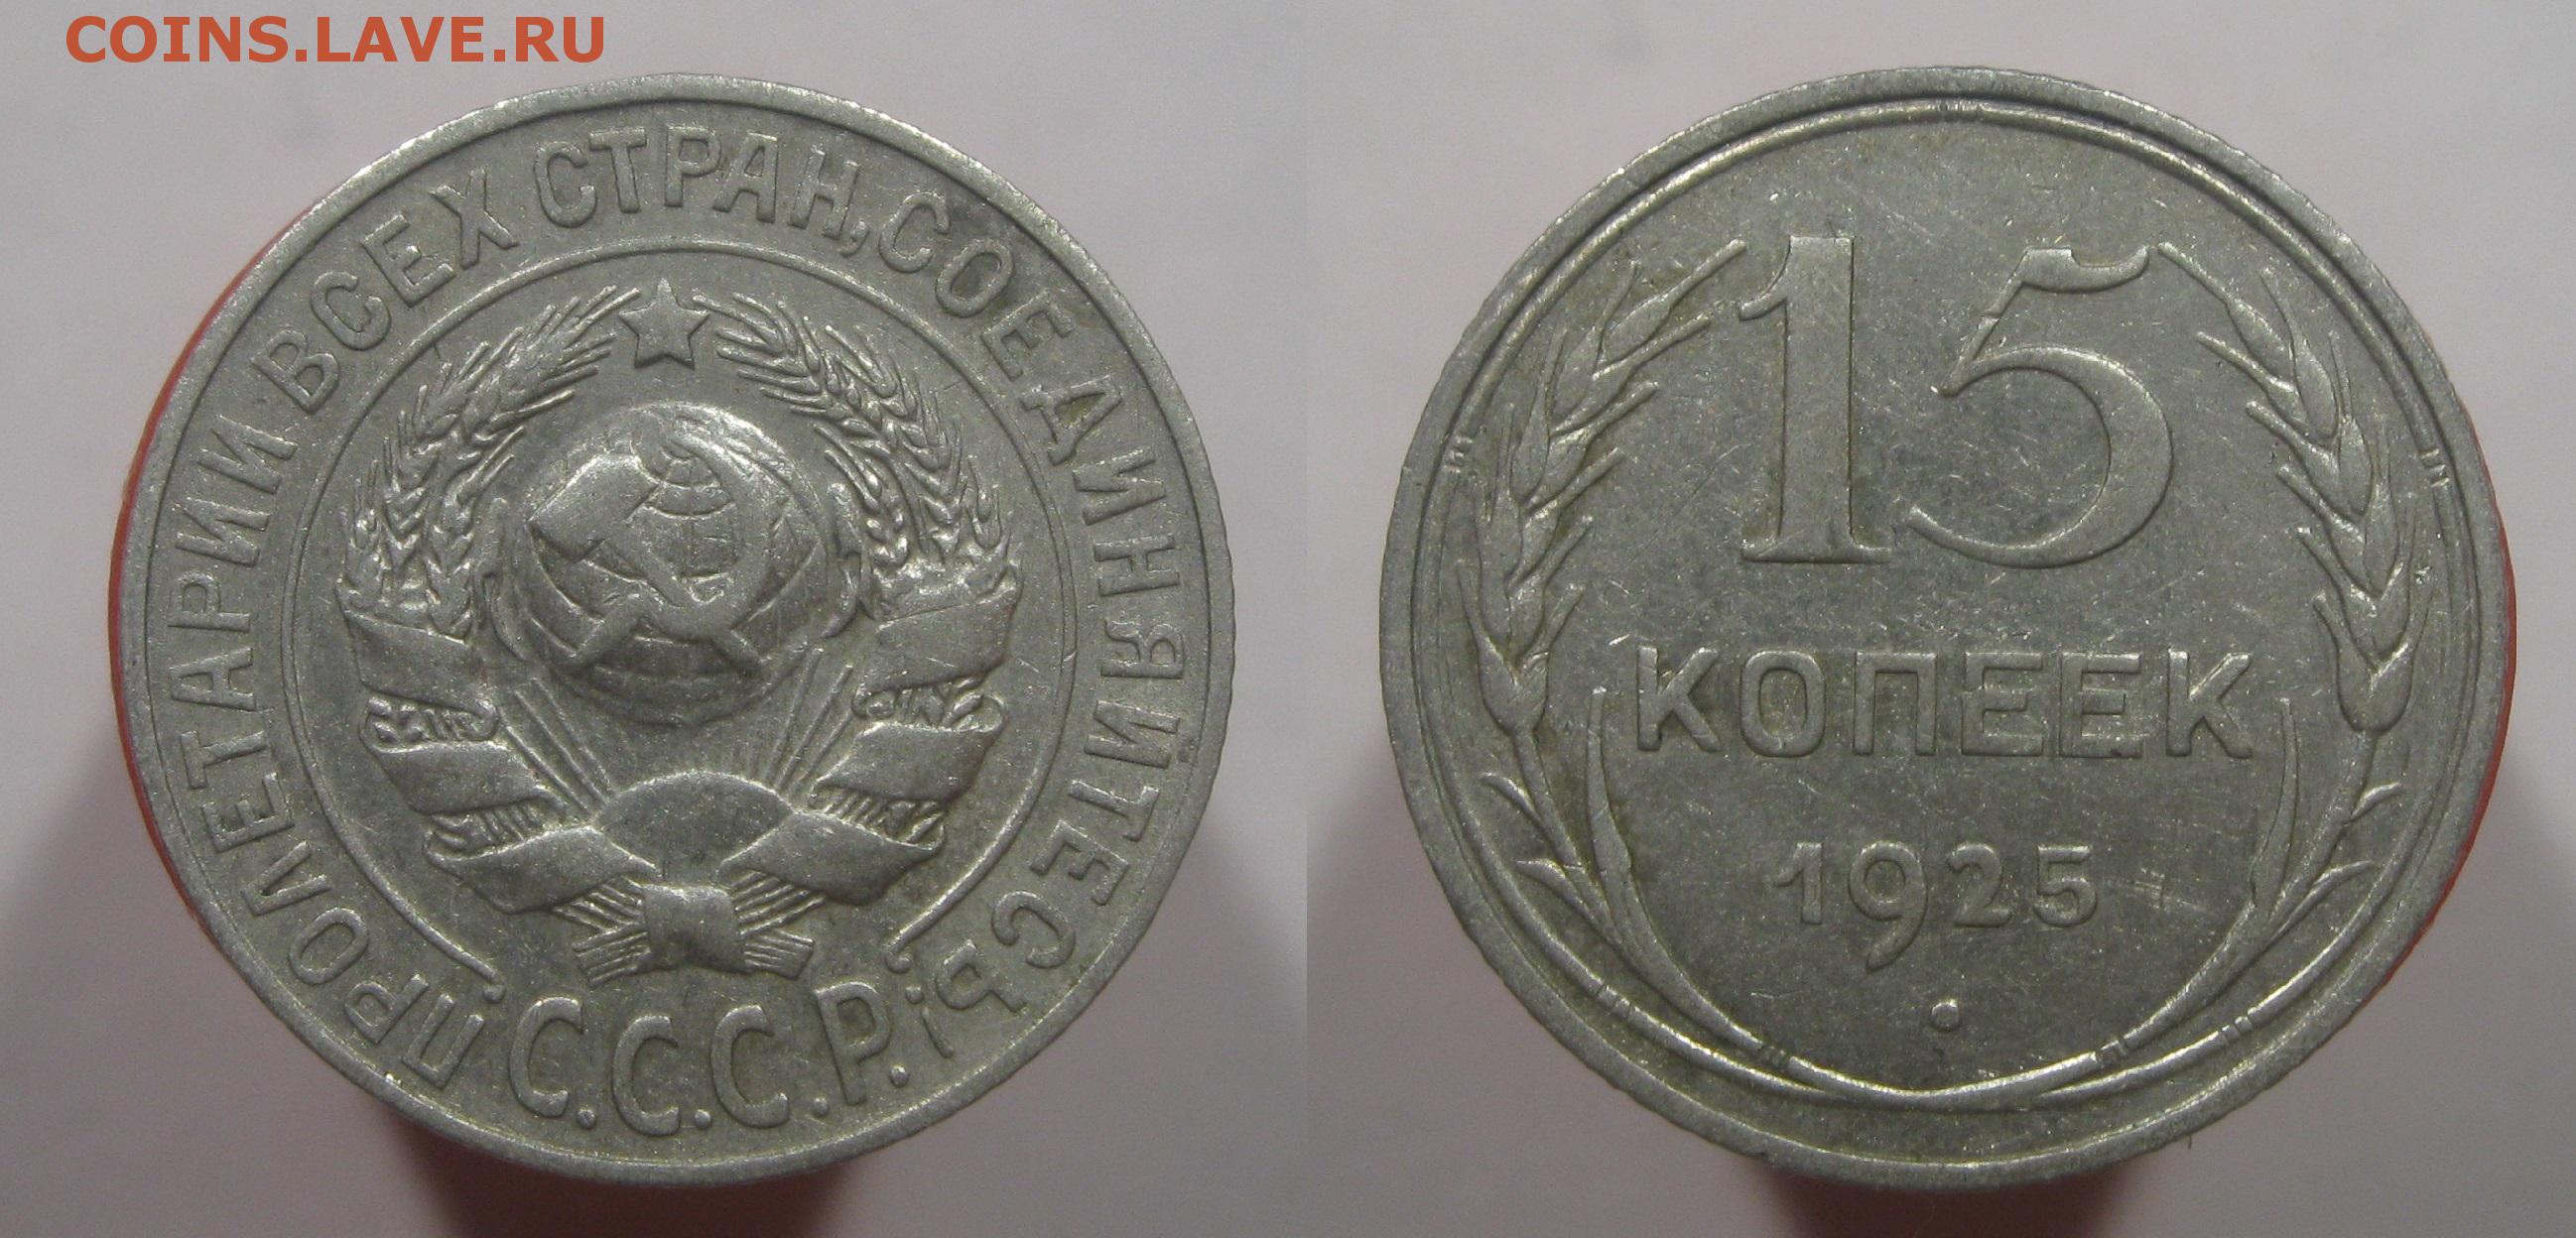 COINS.LAVE.RU
ПРОЛЕТАРИИ ВСЕХ СТРАН, СОЕДИНЯЙТЕСЬ!
С.С.С.Р.
15
КОПЕЕК
1925